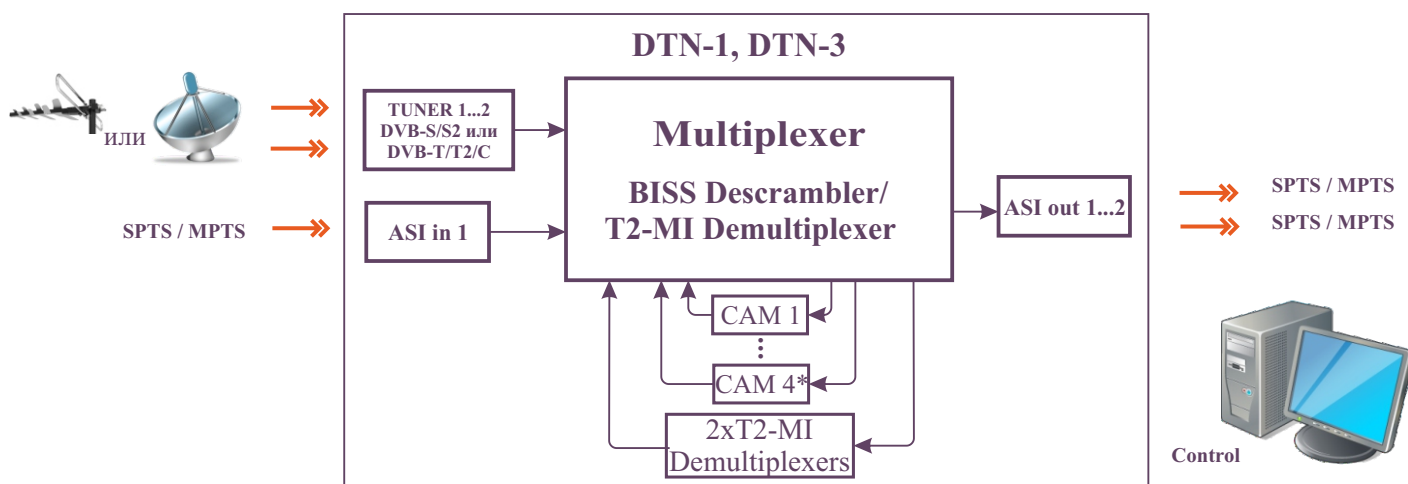 DTN-1, DTN-3
или
TUNER 1...2
DVB-S/S2 или
DVB-T/T2/C
Multiplexer
BISS Descrambler/
T2-MI Demultiplexer
SPTS / MPTS
ASI in 1
ASI out 1...2
SPTS / MPTS
SPTS / MPTS
CAM 1
CAM 4*
2xT2-MI
Demultiplexers
Control